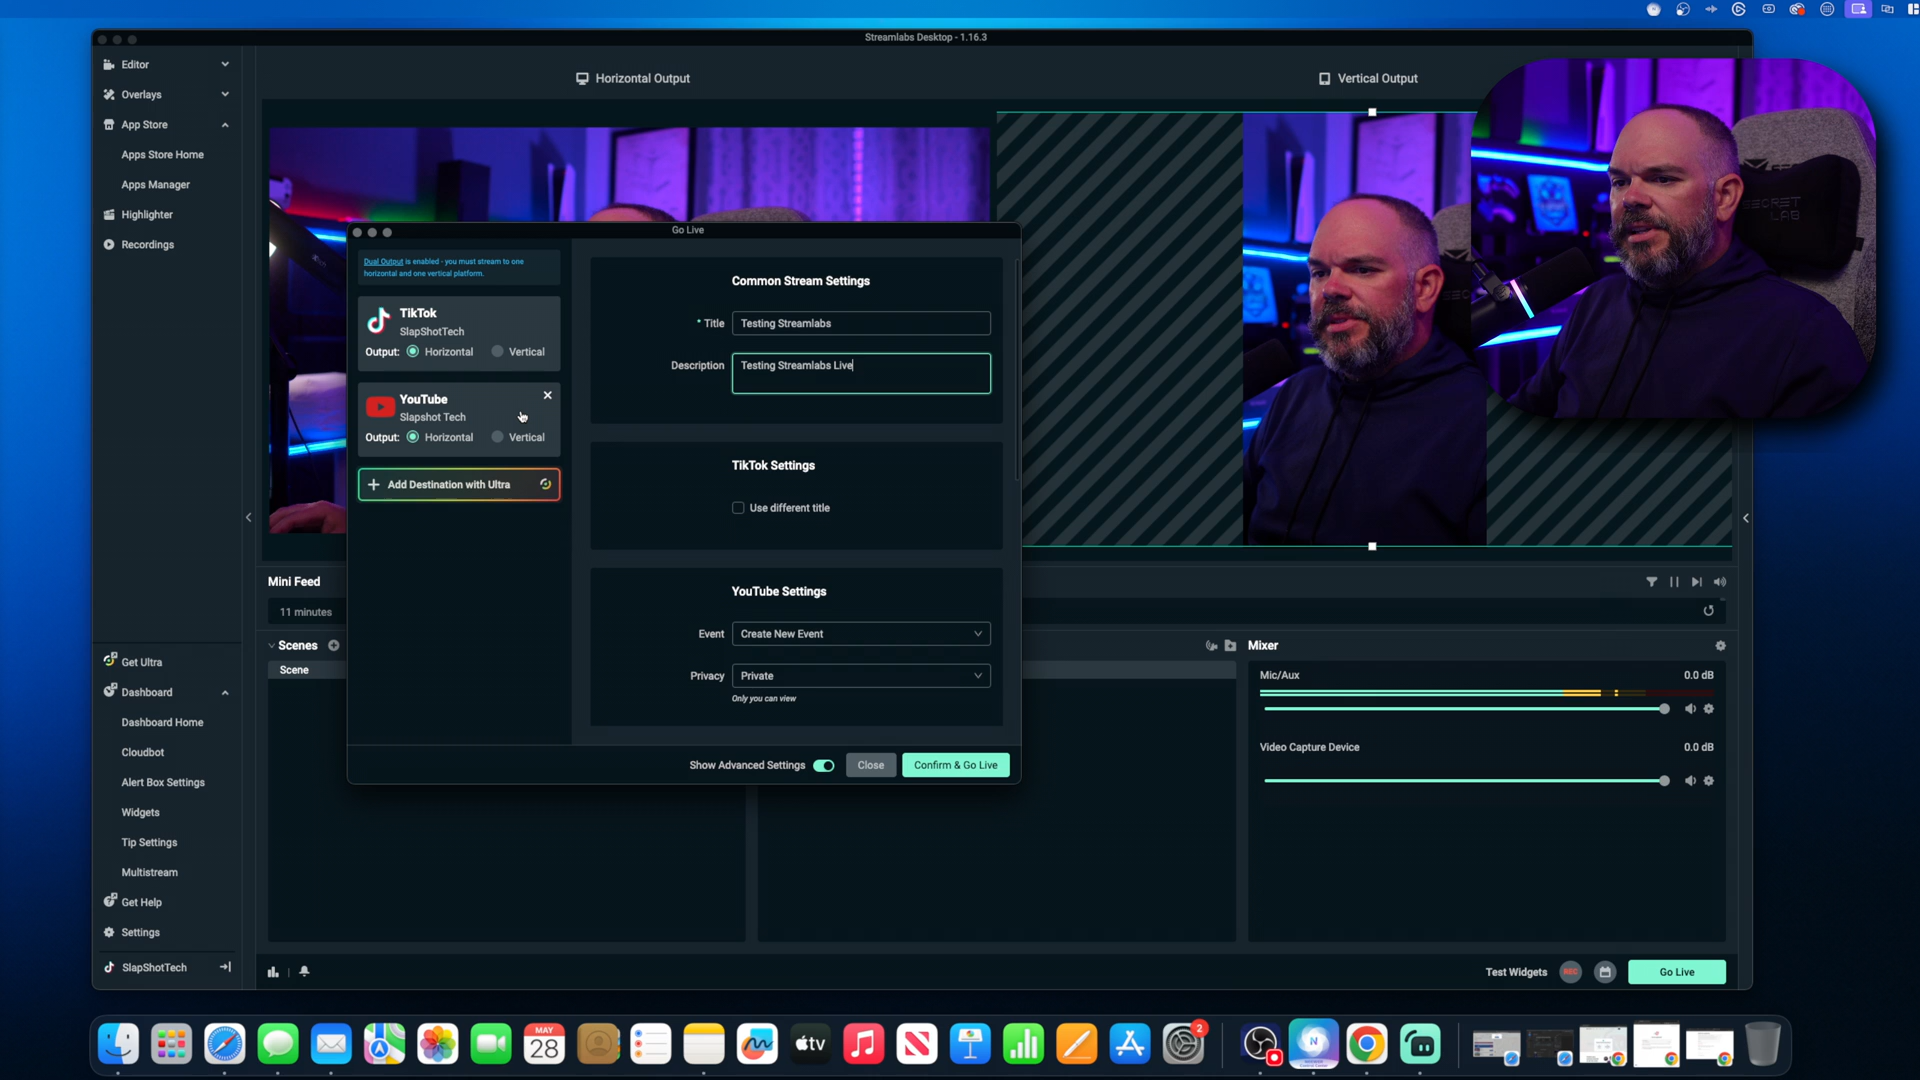 Streamlabs Desktop - 1.16.3
Editor
Overlays
App Store
Apps Store Home
Apps Manager
Highlighter
Recordings
Horizontal Output
Vertical Output
Go Live
Dual Output is enabled - you must stream to one
horizontal and one vertical platform.
TikTok
SlapShotTech
Output: Horizontal Vertical
YouTube
Slapshot Tech
Output: Horizontal Vertical
Add Destination with Ultra
Common Stream Settings
* Title Testing Streamlabs
Description Testing Streamlabs Live
TikTok Settings
Use different title
YouTube Settings
Event Create New Event
Privacy Private
Only you can view
Show Advanced Settings Close Confirm & Go Live
Mini Feed
11 minutes
Scenes
Scene
Mixer
Mic/Aux 0.0 dB
Video Capture Device 0.0 dB
Get Ultra
Dashboard
Dashboard Home
Cloudbot
Alert Box Settings
Widgets
Tip Settings
Multistream
Get Help
Settings
SlapShotTech
Test Widgets REC Go Live
MAY
28
tv
2
N